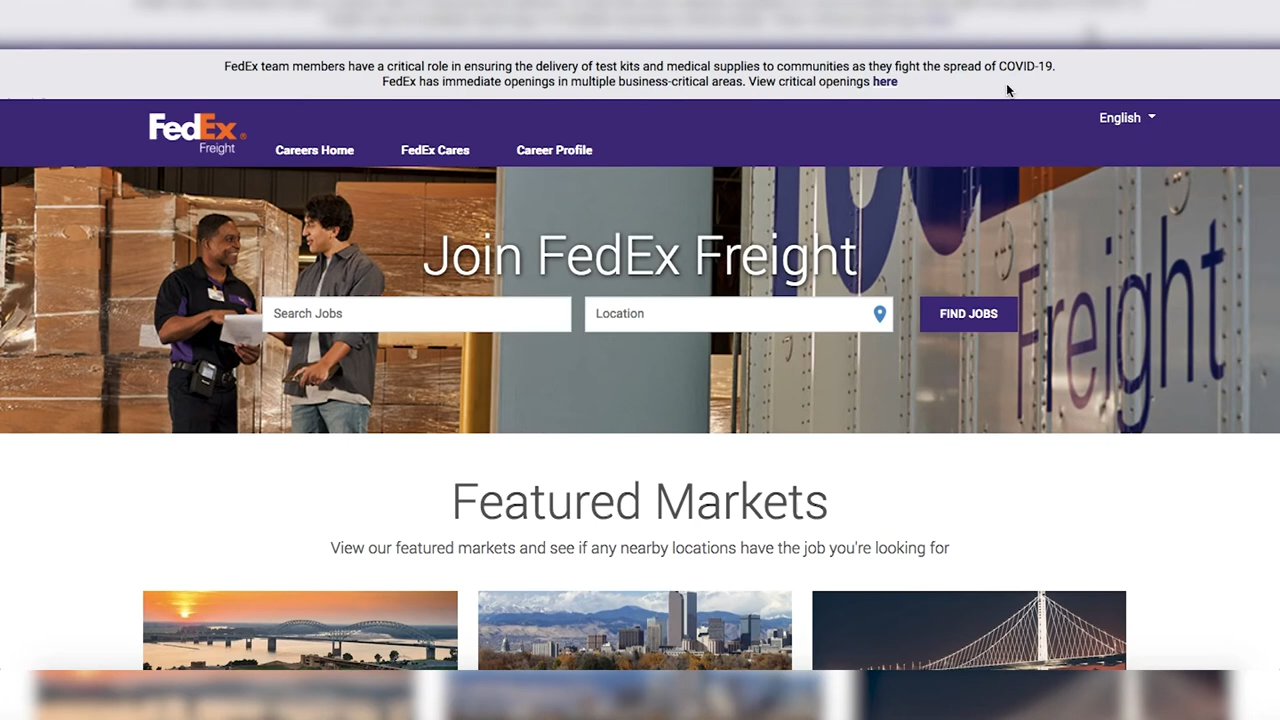 FedEx team members have a critical role in ensuring the delivery of test kits and medical supplies to communities as they fight the spread of COVID-19.
FedEx has immediate openings in multiple business-critical areas. View critical openings here
English
FedEx®
Freight
Careers Home
FedEx Cares
Career Profile
Join FedEx Freight
Search Jobs
Location
FIND JOBS
Freight
Featured Markets
View our featured markets and see if any nearby locations have the job you're looking for